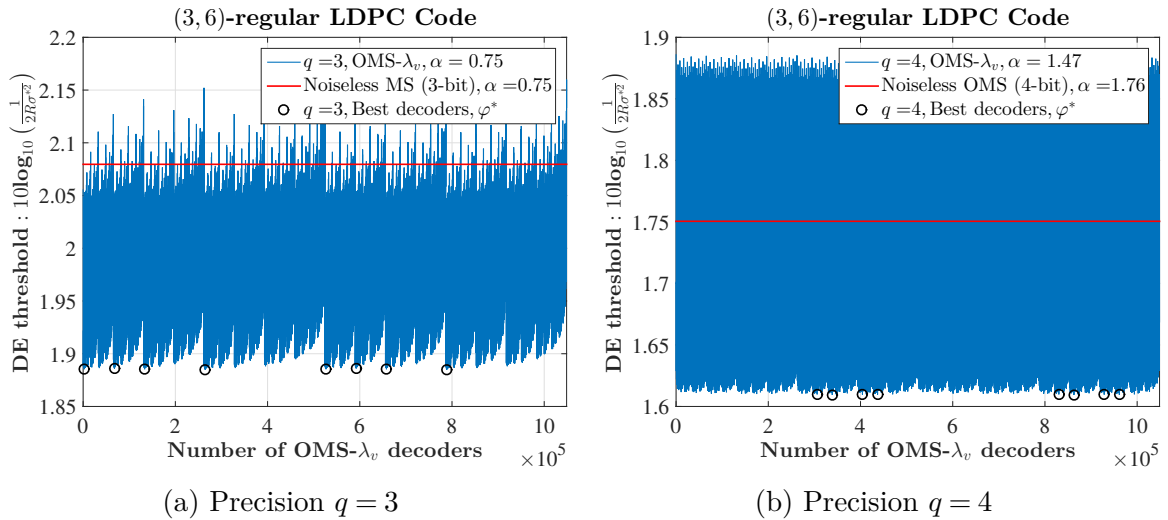 (3, 6)-regular LDPC Code
2.2
2.15
2.1
2.05
2
1.95
1.9
1.85
DE threshold : 10log₁₀ (1/(2Rσ*²))
q =3, OMS-λᵥ, α = 0.75
Noiseless MS (3-bit), α =0.75
q =3, Best decoders, φ*
0 2 4 6 8 10
Number of OMS-λᵥ decoders
×10⁵
(a) Precision q = 3
(3, 6)-regular LDPC Code
1.9
1.85
1.8
1.75
1.7
1.65
1.6
DE threshold : 10log₁₀ (1/(2Rσ*²))
q =4, OMS-λᵥ, α = 1.47
Noiseless OMS (4-bit), α =1.76
q =4, Best decoders, φ*
0 2 4 6 8 10
Number of OMS-λᵥ decoders
×10⁵
(b) Precision q = 4